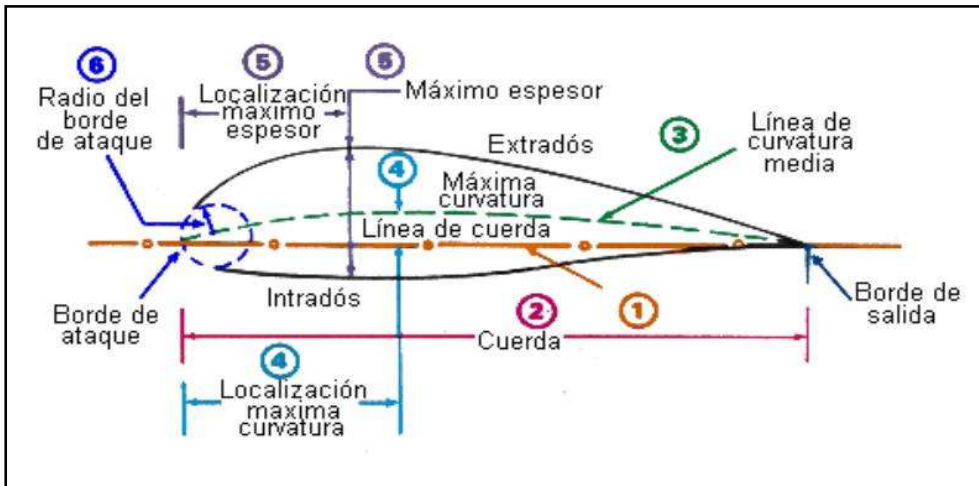 6
Radio del
borde
de ataque
5
Localización
máximo
espesor
5
Máximo espesor
Extradós
3
Línea de
curvatura
media
4
Máxima
curvatura
Línea de cuerda
Intradós
Borde de
ataque
2
Cuerda
1
Borde de
salida
4
Localización
maxima
curvatura